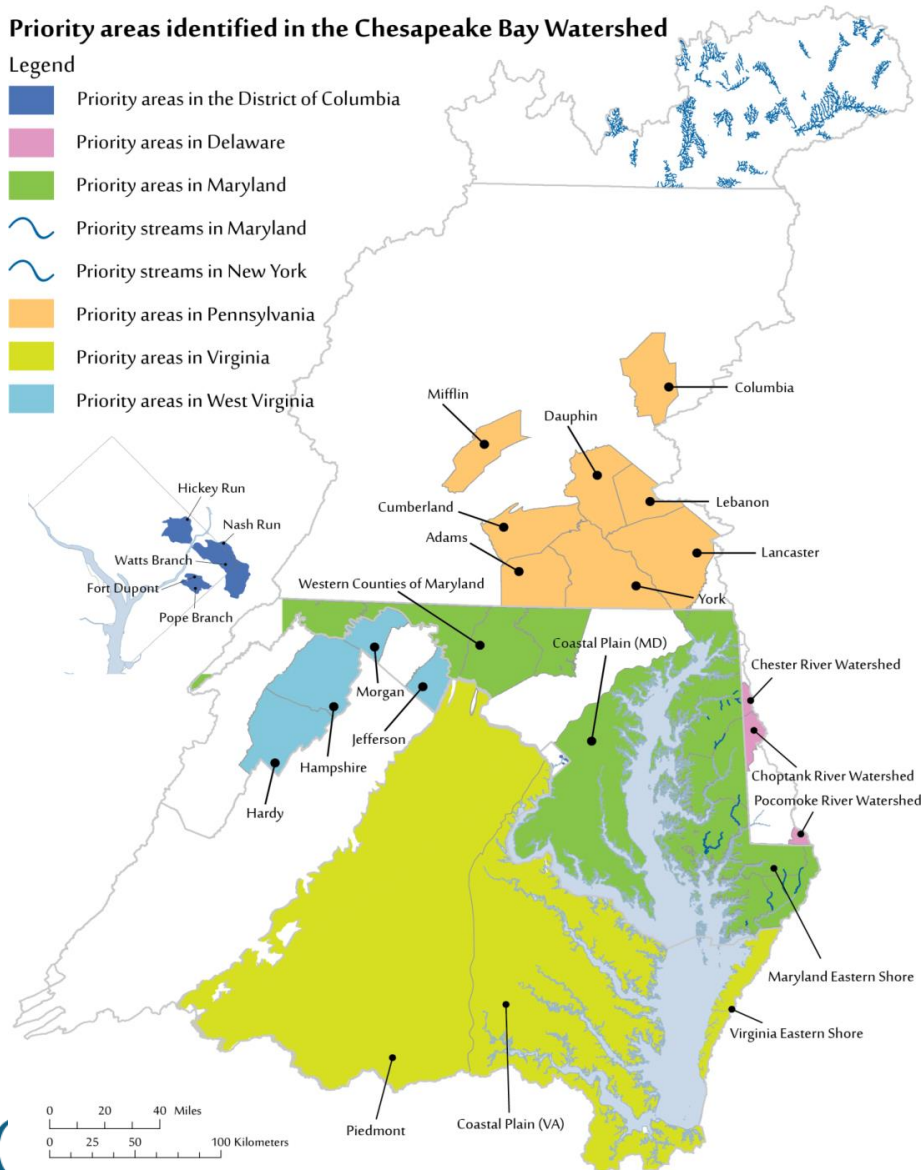 Priority areas identified in the Chesapeake Bay Watershed
Legend
Priority areas in the District of Columbia
Priority areas in Delaware
Priority areas in Maryland
Priority streams in Maryland
Priority streams in New York
Priority areas in Pennsylvania
Priority areas in Virginia
Priority areas in West Virginia
Columbia
Mifflin
Dauphin
Lebanon
Cumberland
Adams
Lancaster
York
Hickey Run
Nash Run
Watts Branch
Fort Dupont
Pope Branch
Western Counties of Maryland
Coastal Plain (MD)
Chester River Watershed
Morgan
Jefferson
Hampshire
Hardy
Choptank River Watershed
Pocomoke River Watershed
Maryland Eastern Shore
Virginia Eastern Shore
Piedmont
Coastal Plain (VA)
0 20 40 Miles
0 25 50 100 Kilometers